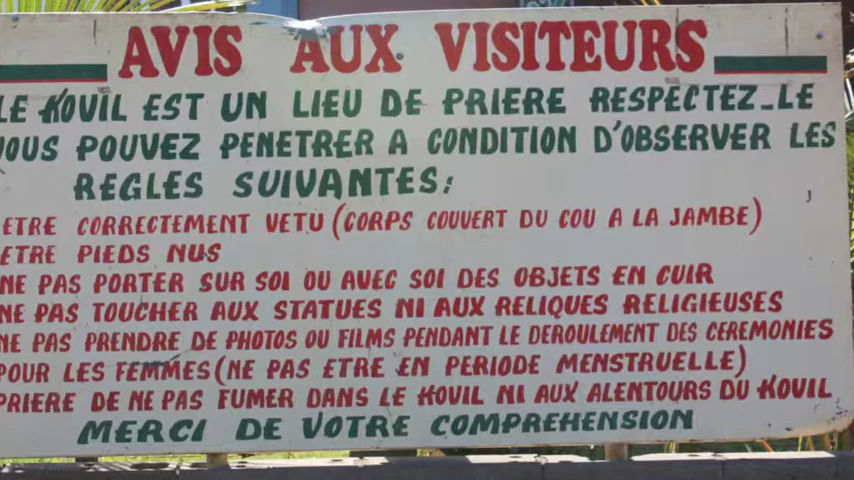 AVIS AUX VISITEURS
LE KOVIL EST UN LIEU DE PRIERE RESPECTEZ_LE
VOUS POUVEZ PENETRER A CONDITION D'OBSERVER LES
REGLES SUIVANTES:
ETRE CORRECTEMENT VETU (CORPS COUVERT DU COU A LA JAMBE)
ETRE PIEDS NUS
NE PAS PORTER SUR SOI OU AVEC SOI DES OBJETS EN CUIR
NE PAS TOUCHER AUX STATUES NI AUX RELIQUES RELIGIEUSES
NE PAS PRENDRE DE PHOTOS OU FILMS PENDANT LE DEROULEMENT DES CEREMONIES
POUR LES FEMMES (NE PAS ETRE EN PERIODE MENSTRUELLE)
PRIERE DE NE PAS FUMER DANS LE KOVIL NI AUX ALENTOURS DU KOVIL
MERCI DE VOTRE COMPREHENSION